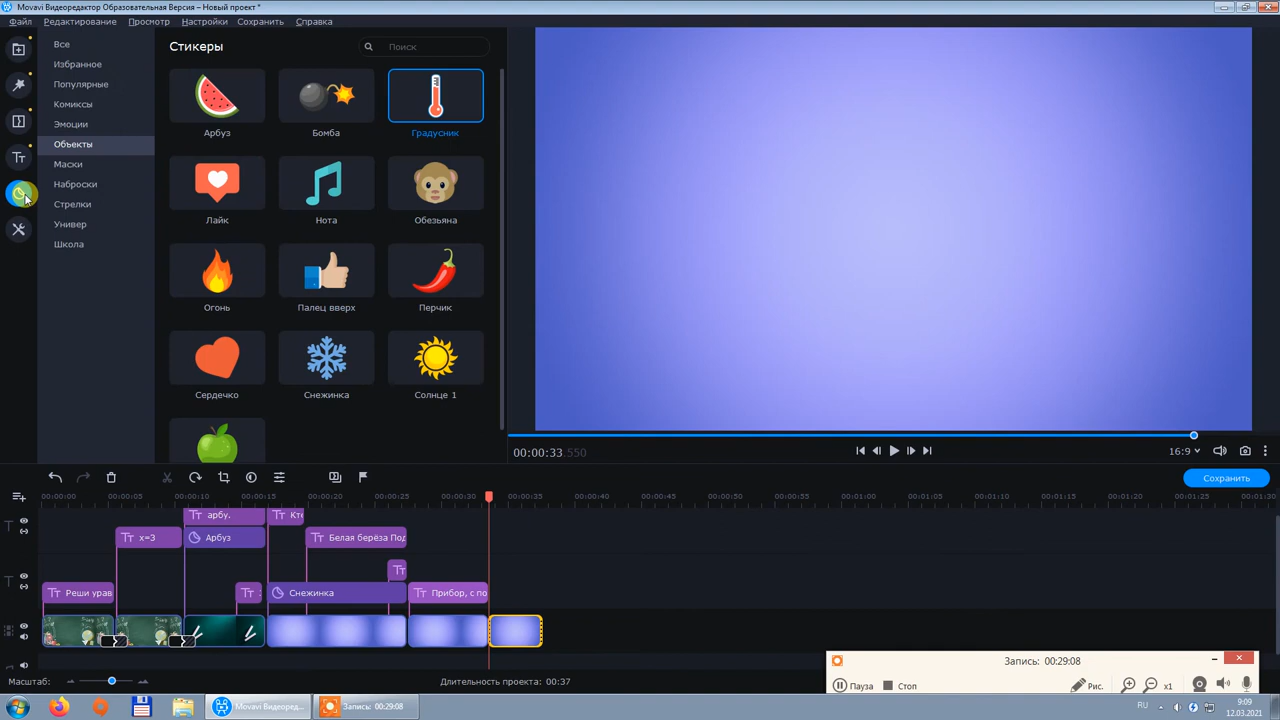 Movavi Видеоредактор Образовательная Версия – Новый проект *
Файл Редактирование Просмотр Настройки Сохранить Справка
Все
Избранное
Популярные
Комиксы
Эмоции
Объекты
Маски
Наброски
Стрелки
Универ
Школа
Стикеры
Поиск
Арбуз Бомба Градусник
Лайк Нота Обезьяна
Огонь Палец вверх Перчик
Сердечко Снежинка Солнце 1
00:00:33.550
16:9
Сохранить
00:00:00 00:00:05 00:00:10 00:00:15 00:00:20 00:00:25 00:00:30 00:00:35 00:00:40 00:00:45 00:00:50 00:00:55 00:01:00 00:01:05 00:01:10 00:01:15 00:01:20 00:01:25 00:01:30
арбу. Кто
x=3 Арбуз Белая берёза Под
Реши урав Снежинка Прибор, с по
Масштаб:
Длительность проекта: 00:37
Запись: 00:29:08
Пауза Стоп Рис. x1
Movavi Видеоред...
Запись: 00:29:08
RU
9:09
12.03.2021